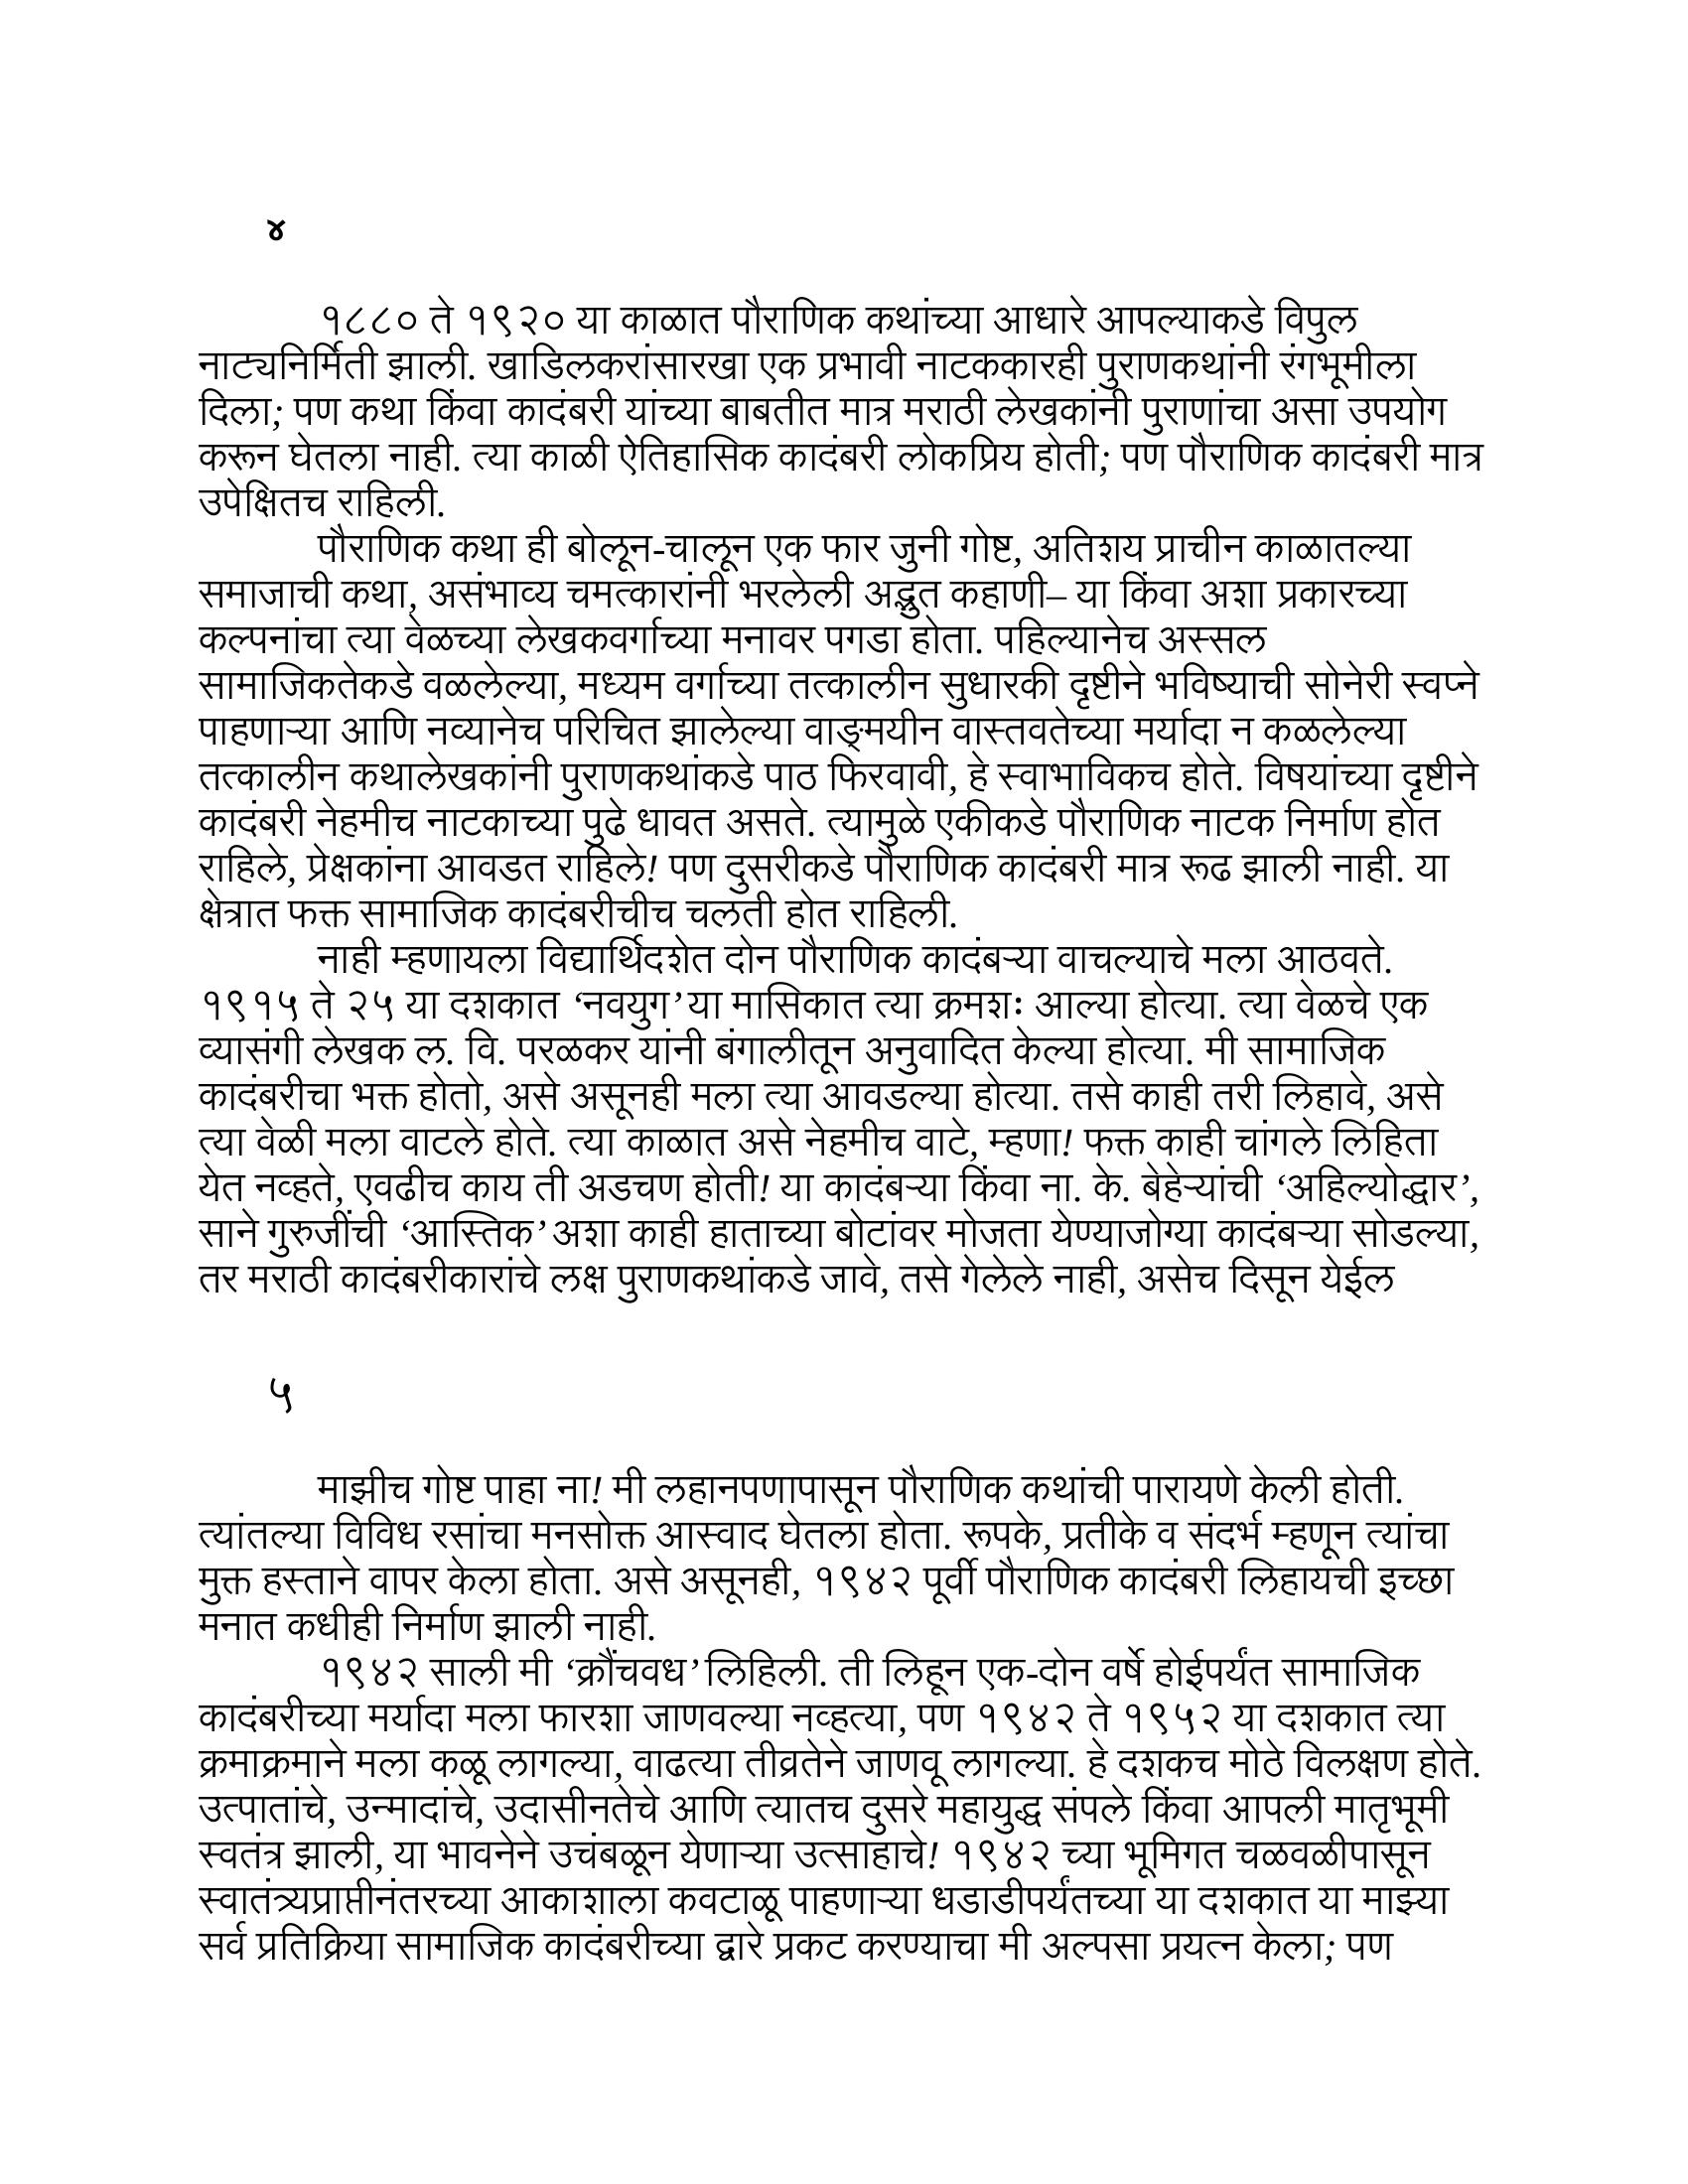 ४
१८८० ते १९२० या काळात पौराणिक कथांच्या आधारे आपल्याकडे विपुल
नाट्यनिर्मिती झाली. खाडिलकरांसारखा एक प्रभावी नाटककारही पुराणकथांनी रंगभूमीला
दिला; पण कथा किंवा कादंबरी यांच्या बाबतीत मात्र मराठी लेखकांनी पुराणांचा असा उपयोग
करून घेतला नाही. त्या काळी ऐतिहासिक कादंबरी लोकप्रिय होती; पण पौराणिक कादंबरी मात्र
उपेक्षितच राहिली.
पौराणिक कथा ही बोलून-चालून एक फार जुनी गोष्ट, अतिशय प्राचीन काळातल्या
समाजाची कथा, असंभाव्य चमत्कारांनी भरलेली अद्भुत कहाणी– या किंवा अशा प्रकारच्या
कल्पनांचा त्या वेळच्या लेखकवर्गाच्या मनावर पगडा होता. पहिल्यानेच अस्सल
सामाजिकतेकडे वळलेल्या, मध्यम वर्गाच्या तत्कालीन सुधारकी दृष्टीने भविष्याची सोनेरी स्वप्ने
पाहणाऱ्या आणि नव्यानेच परिचित झालेल्या वाङ्मयीन वास्तवतेच्या मर्यादा न कळलेल्या
तत्कालीन कथालेखकांनी पुराणकथांकडे पाठ फिरवावी, हे स्वाभाविकच होते. विषयांच्या दृष्टीने
कादंबरी नेहमीच नाटकाच्या पुढे धावत असते. त्यामुळे एकीकडे पौराणिक नाटक निर्माण होत
राहिले, प्रेक्षकांना आवडत राहिले! पण दुसरीकडे पौराणिक कादंबरी मात्र रूढ झाली नाही. या
क्षेत्रात फक्त सामाजिक कादंबरीचीच चलती होत राहिली.
नाही म्हणायला विद्यार्थिदशेत दोन पौराणिक कादंबऱ्या वाचल्याचे मला आठवते.
१९१५ ते २५ या दशकात ‘नवयुग’ या मासिकात त्या क्रमशः आल्या होत्या. त्या वेळचे एक
व्यासंगी लेखक ल. वि. परळकर यांनी बंगालीतून अनुवादित केल्या होत्या. मी सामाजिक
कादंबरीचा भक्त होतो, असे असूनही मला त्या आवडल्या होत्या. तसे काही तरी लिहावे, असे
त्या वेळी मला वाटले होते. त्या काळात असे नेहमीच वाटे, म्हणा! फक्त काही चांगले लिहिता
येत नव्हते, एवढीच काय ती अडचण होती! या कादंबऱ्या किंवा ना. के. बेहेऱ्यांची ‘अहिल्योद्धार’,
साने गुरुजींची ‘आस्तिक’ अशा काही हाताच्या बोटांवर मोजता येण्याजोग्या कादंबऱ्या सोडल्या,
तर मराठी कादंबरीकारांचे लक्ष पुराणकथांकडे जावे, तसे गेलेले नाही, असेच दिसून येईल
५
माझीच गोष्ट पाहा ना! मी लहानपणापासून पौराणिक कथांची पारायणे केली होती.
त्यांतल्या विविध रसांचा मनसोक्त आस्वाद घेतला होता. रूपके, प्रतीके व संदर्भ म्हणून त्यांचा
मुक्त हस्ताने वापर केला होता. असे असूनही, १९४२ पूर्वी पौराणिक कादंबरी लिहायची इच्छा
मनात कधीही निर्माण झाली नाही.
१९४२ साली मी ‘क्रौंचवध’ लिहिली. ती लिहून एक-दोन वर्षे होईपर्यंत सामाजिक
कादंबरीच्या मर्यादा मला फारशा जाणवल्या नव्हत्या, पण १९४२ ते १९५२ या दशकात त्या
क्रमाक्रमाने मला कळू लागल्या, वाढत्या तीव्रतेने जाणवू लागल्या. हे दशकच मोठे विलक्षण होते.
उत्पातांचे, उन्मादांचे, उदासीनतेचे आणि त्यातच दुसरे महायुद्ध संपले किंवा आपली मातृभूमी
स्वतंत्र झाली, या भावनेने उचंबळून येणाऱ्या उत्साहाचे! १९४२ च्या भूमिगत चळवळीपासून
स्वातंत्र्यप्राप्तीनंतरच्या आकाशाला कवटाळू पाहणाऱ्या धडाडीपर्यंतच्या या दशकात या माझ्या
सर्व प्रतिक्रिया सामाजिक कादंबरीच्या द्वारे प्रकट करण्याचा मी अल्पसा प्रयत्न केला; पण